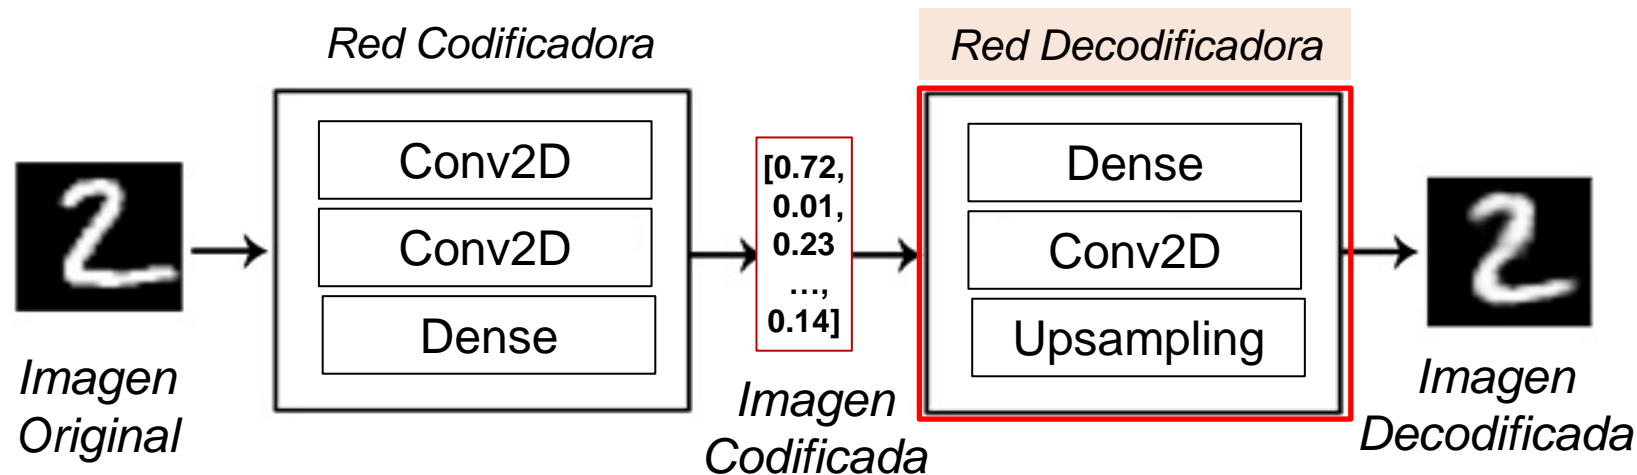 Red Codificadora
Red Decodificadora
Conv2D
Conv2D
Dense
[0.72,
0.01,
0.23
...,
0.14]
Dense
Conv2D
Upsampling
Imagen
Original
Imagen
Codificada
Imagen
Decodificada